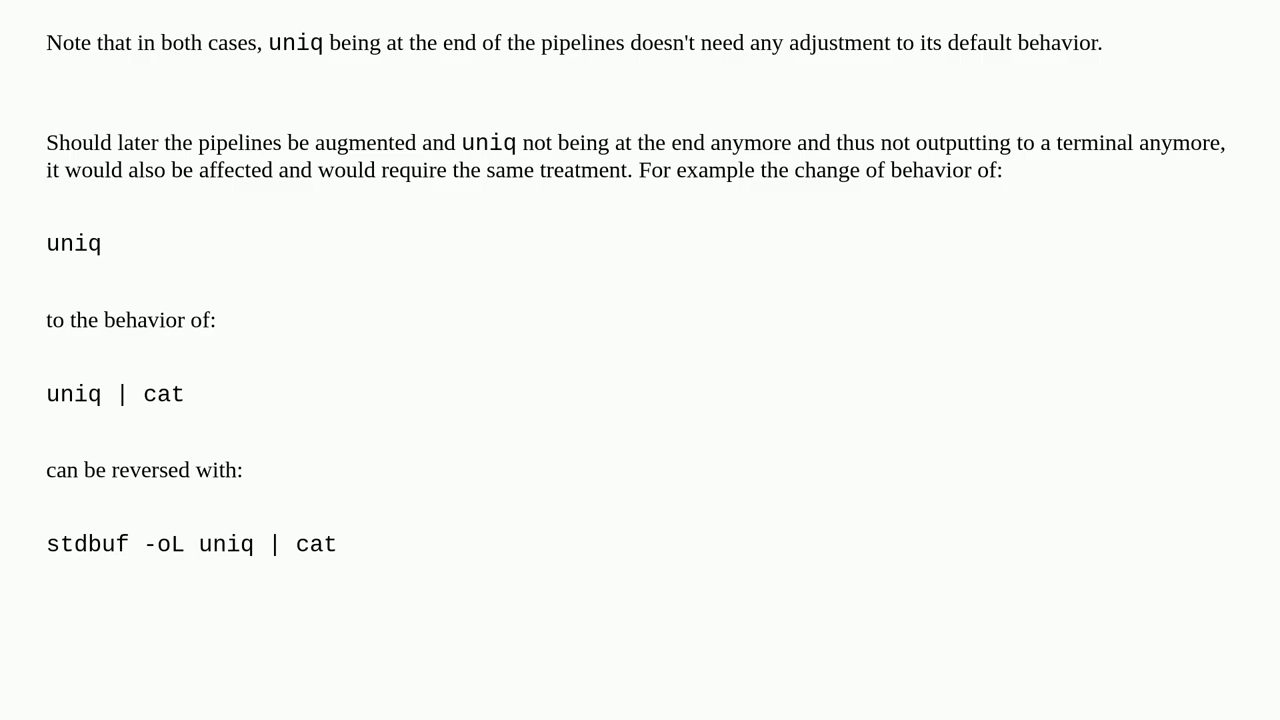 Note that in both cases, uniq being at the end of the pipelines doesn't need any adjustment to its default behavior.
Should later the pipelines be augmented and uniq not being at the end anymore and thus not outputting to a terminal anymore,
it would also be affected and would require the same treatment. For example the change of behavior of:
uniq
to the behavior of:
uniq | cat
can be reversed with:
stdbuf -oL uniq | cat